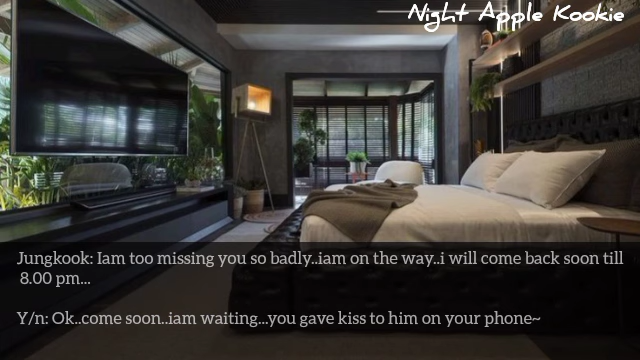 Night Apple Kookie
Jungkook: Iam too missing you so badly..iam on the way..i will come back soon till
8.00 pm...
Y/n: Ok..come soon..iam waiting...you gave kiss to him on your phone~